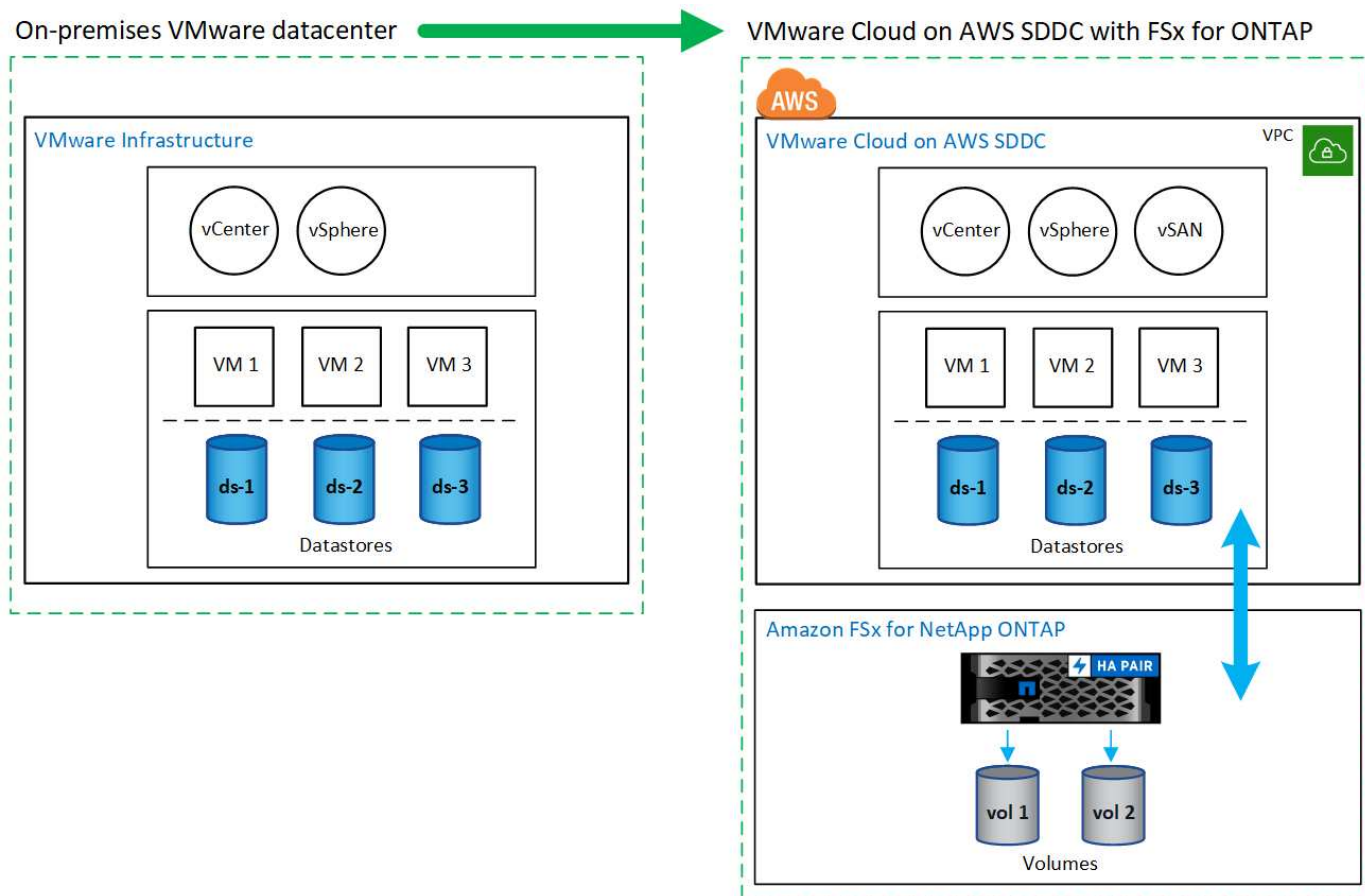 On-premises VMware datacenter
VMware Cloud on AWS SDDC with FSx for ONTAP
VMware Infrastructure
vCenter
vSphere
VM 1
VM 2
VM 3
ds-1
ds-2
ds-3
Datastores
AWS
VMware Cloud on AWS SDDC
VPC
vCenter
vSphere
vSAN
VM 1
VM 2
VM 3
ds-1
ds-2
ds-3
Datastores
Amazon FSx for NetApp ONTAP
HA PAIR
vol 1
vol 2
Volumes